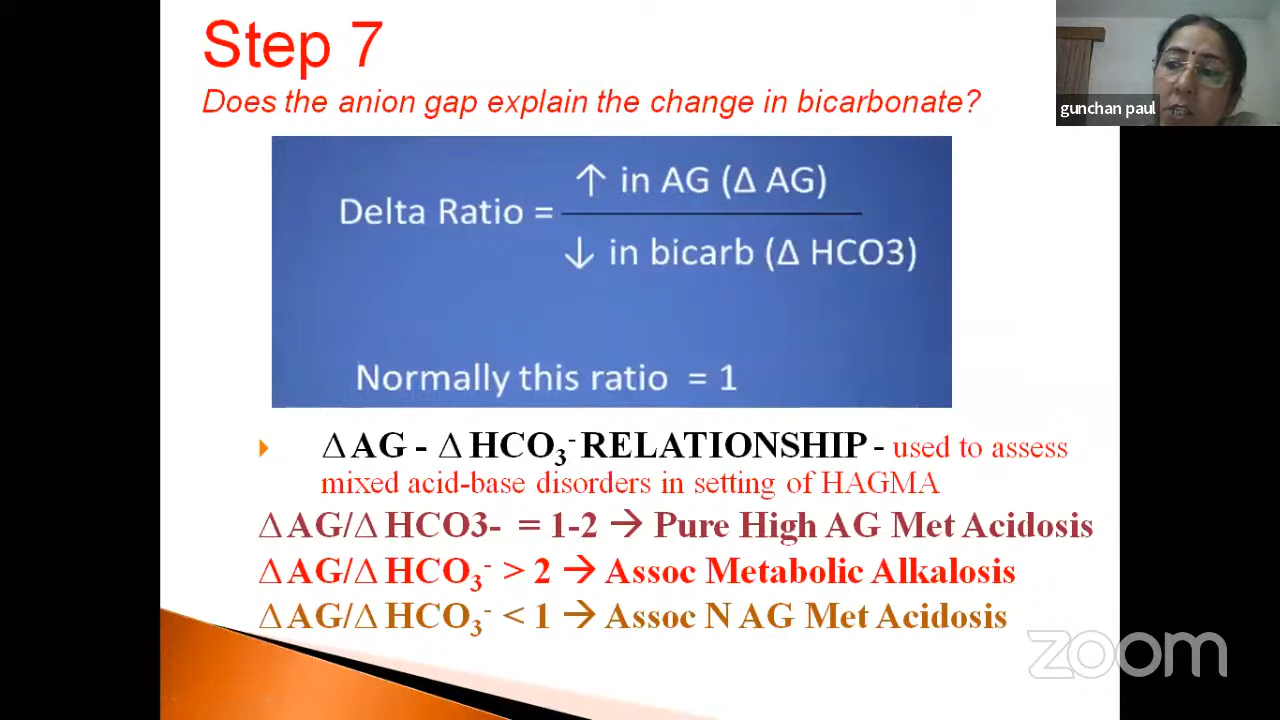 Step 7
Does the anion gap explain the change in bicarbonate?
gunchan paul
Delta Ratio = ↑ in AG (Δ AG)
↓ in bicarb (Δ HCO3)
Normally this ratio = 1
Δ AG - Δ HCO₃⁻ RELATIONSHIP - used to assess
mixed acid-base disorders in setting of HAGMA
Δ AG/Δ HCO3- = 1-2 → Pure High AG Met Acidosis
Δ AG/Δ HCO₃⁻ > 2 → Assoc Metabolic Alkalosis
Δ AG/Δ HCO₃⁻ < 1 → Assoc N AG Met Acidosis
zoom